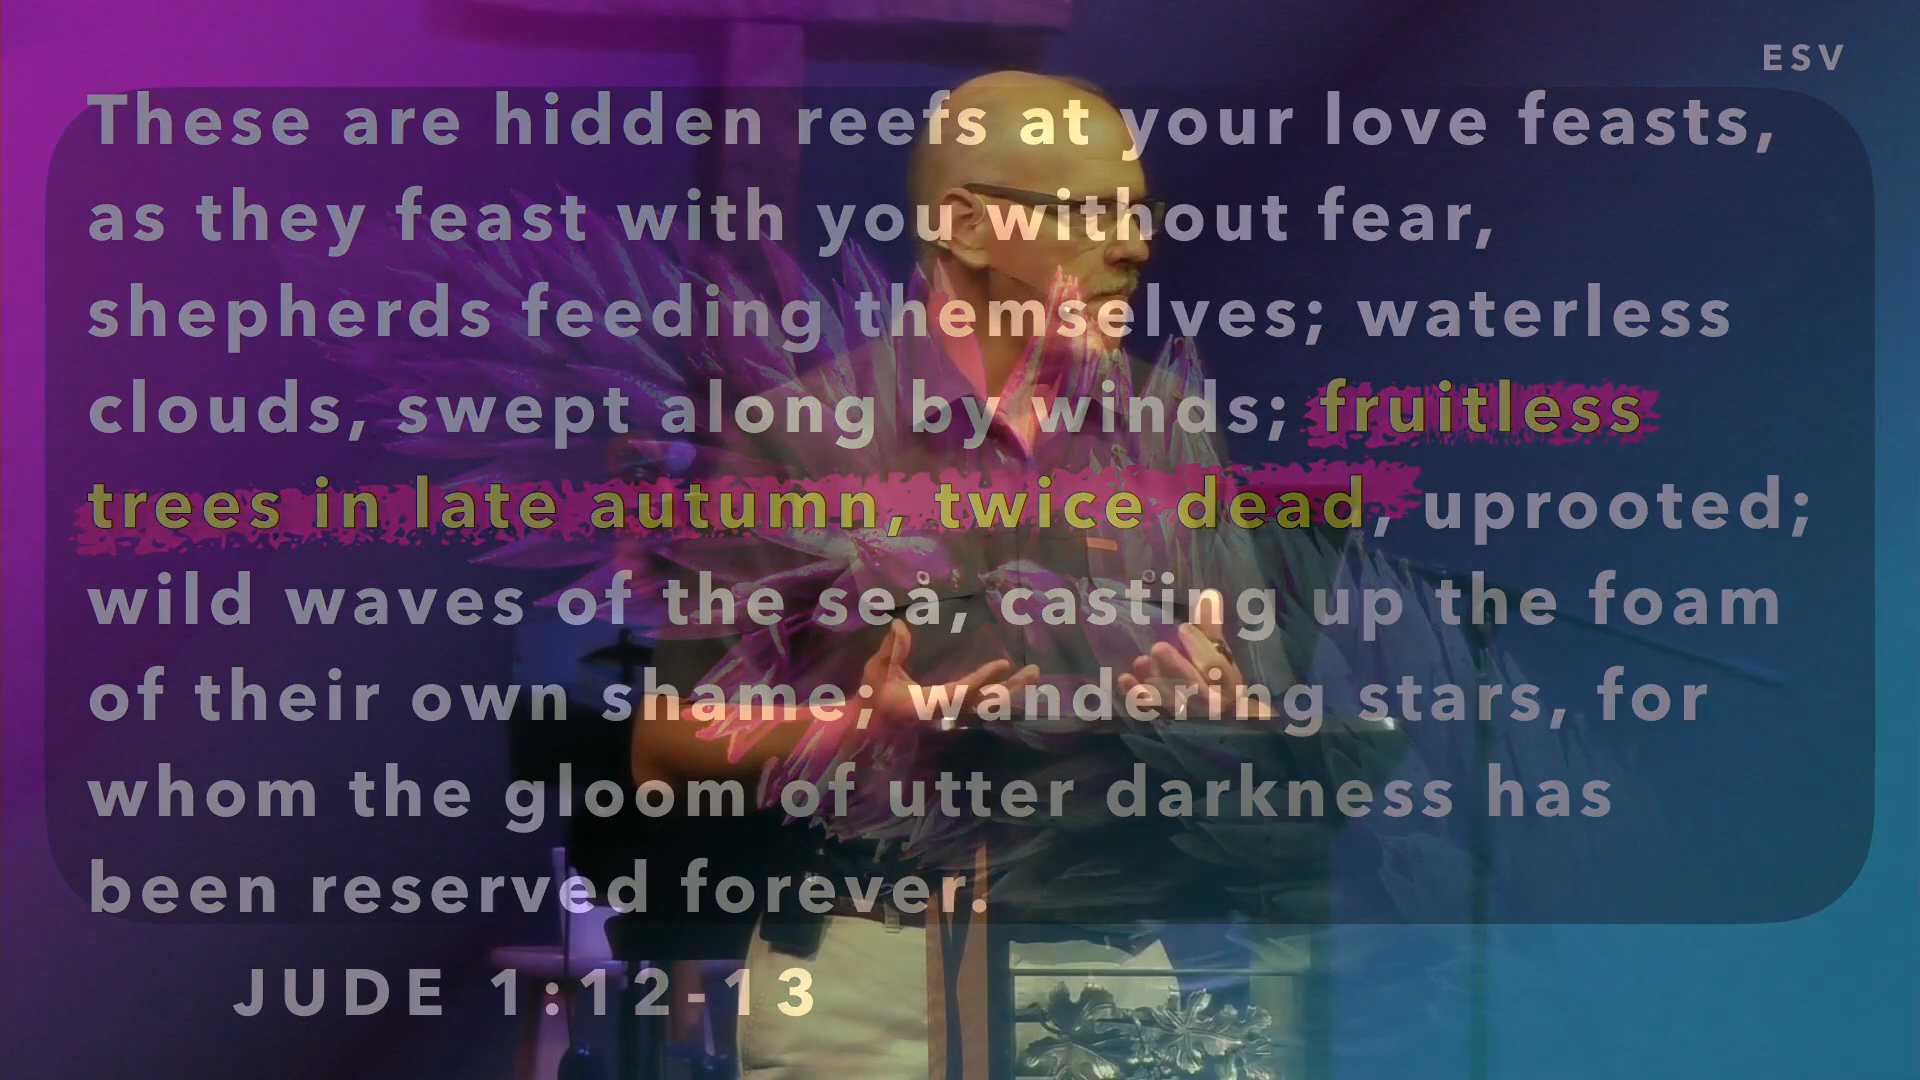 ESV
These are hidden reefs at your love feasts,
as they feast with you without fear,
shepherds feeding themselves; waterless
clouds, swept along by winds; fruitless
trees in late autumn, twice dead, uprooted;
wild waves of the sea, casting up the foam
of their own shame; wandering stars, for
whom the gloom of utter darkness has
been reserved forever.
JUDE 1:12-13